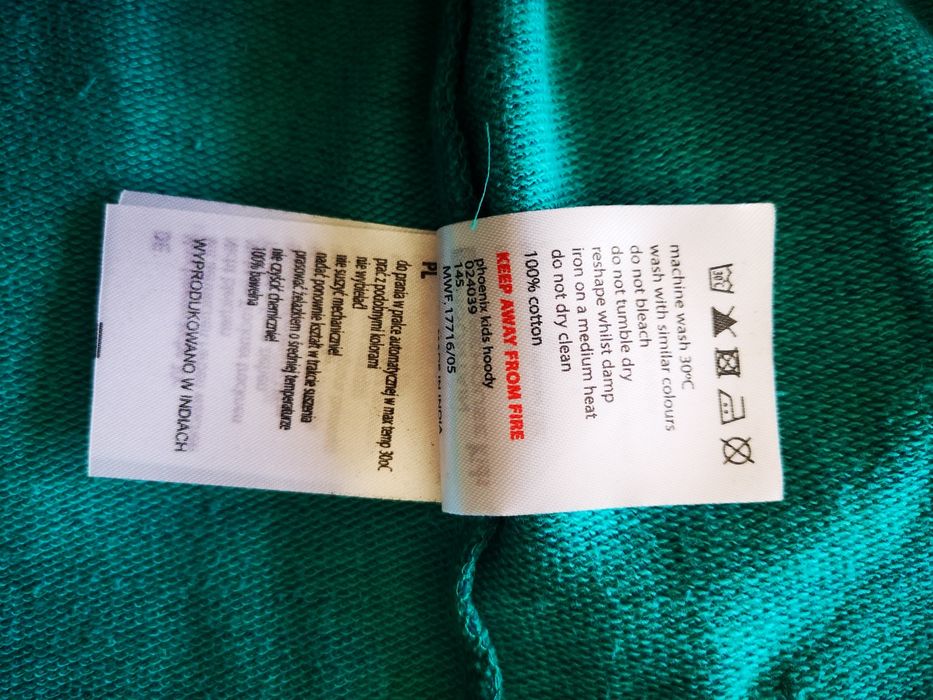 30°C
machine wash 30°C
wash with similar colours
do not bleach
do not tumble dry
reshape whilst damp
iron on a medium heat
do not dry clean
100% cotton
KEEP AWAY FROM FIRE
phoenix kids hoody
024039
145,
MWF, 17716/05
PL
do prania w pralce automatycznej w max temp 30oC
prać z podobnymi kolorami
nie wybielać!
nie suszyć mechanicznie!
nadać ponownie kształt w trakcie suszenia
prasować żelazkiem o średniej temperaturze
nie czyścić chemicznie!
100% bawełna
WYPRODUKOWANO W INDIACH